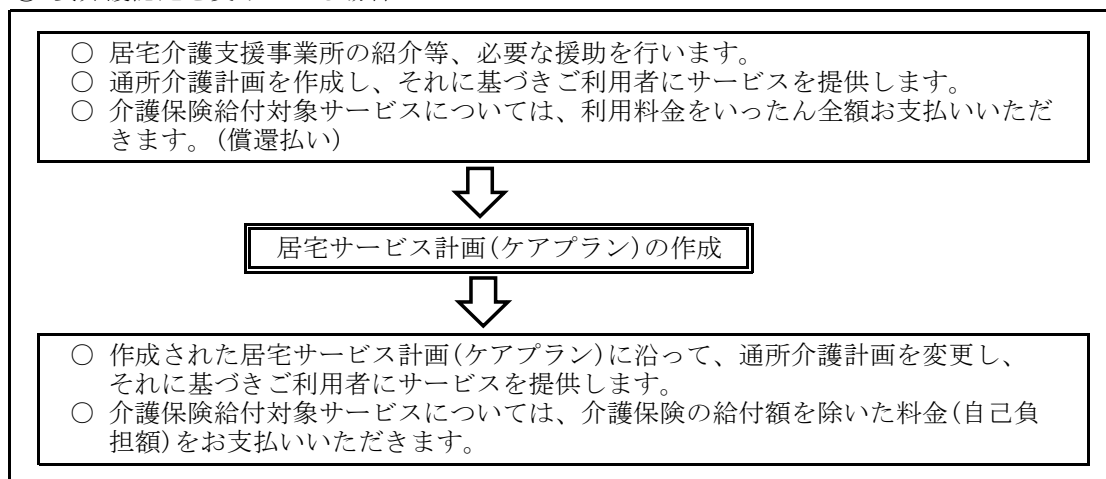 ○ 居宅介護支援事業所の紹介等、必要な援助を行います。
○ 通所介護計画を作成し、それに基づきご利用者にサービスを提供します。
○ 介護保険給付対象サービスについては、利用料金をいったん全額お支払いいただ
きます。(償還払い)
居宅サービス計画(ケアプラン)の作成
○ 作成された居宅サービス計画(ケアプラン)に沿って、通所介護計画を変更し、
それに基づきご利用者にサービスを提供します。
○ 介護保険給付対象サービスについては、介護保険の給付額を除いた料金(自己負
担額)をお支払いいただきます。